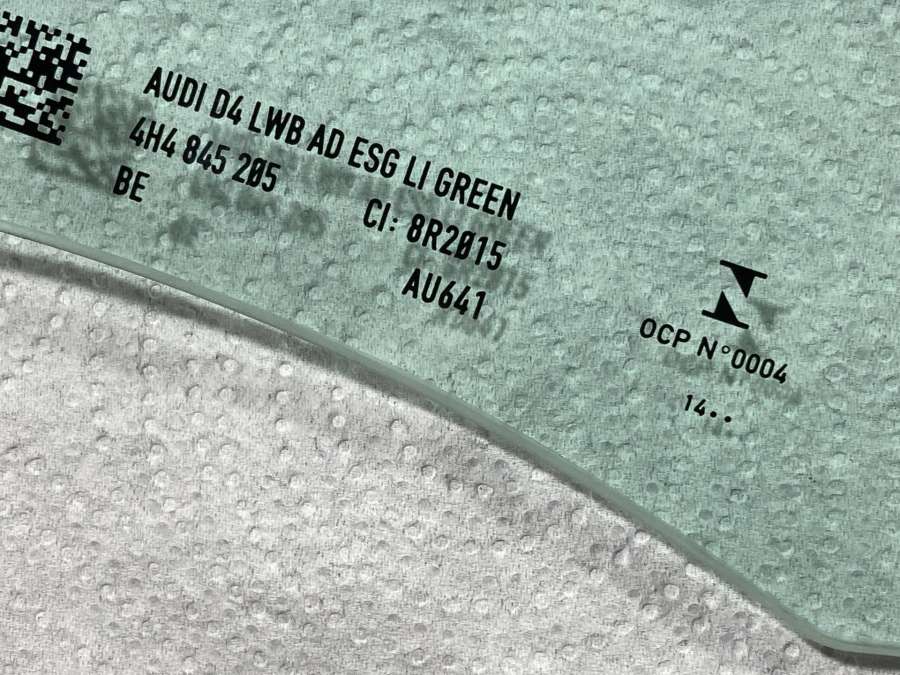 AUDI D4 LWB AD ESG LI GREEN
4H4 845 205
BE
CI: 8R2015
AU641
OCP N°0004
14..